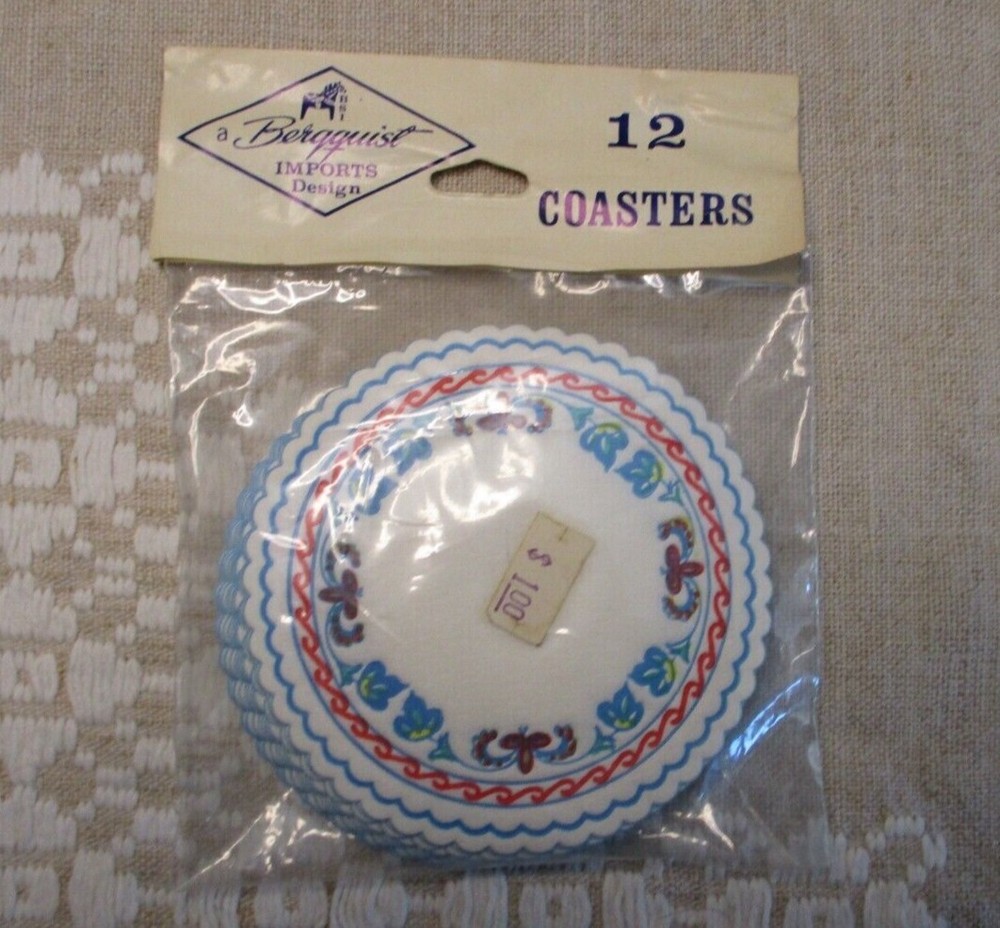 a Bergquist
IMPORTS
Design
12
COASTERS
$ 1.00